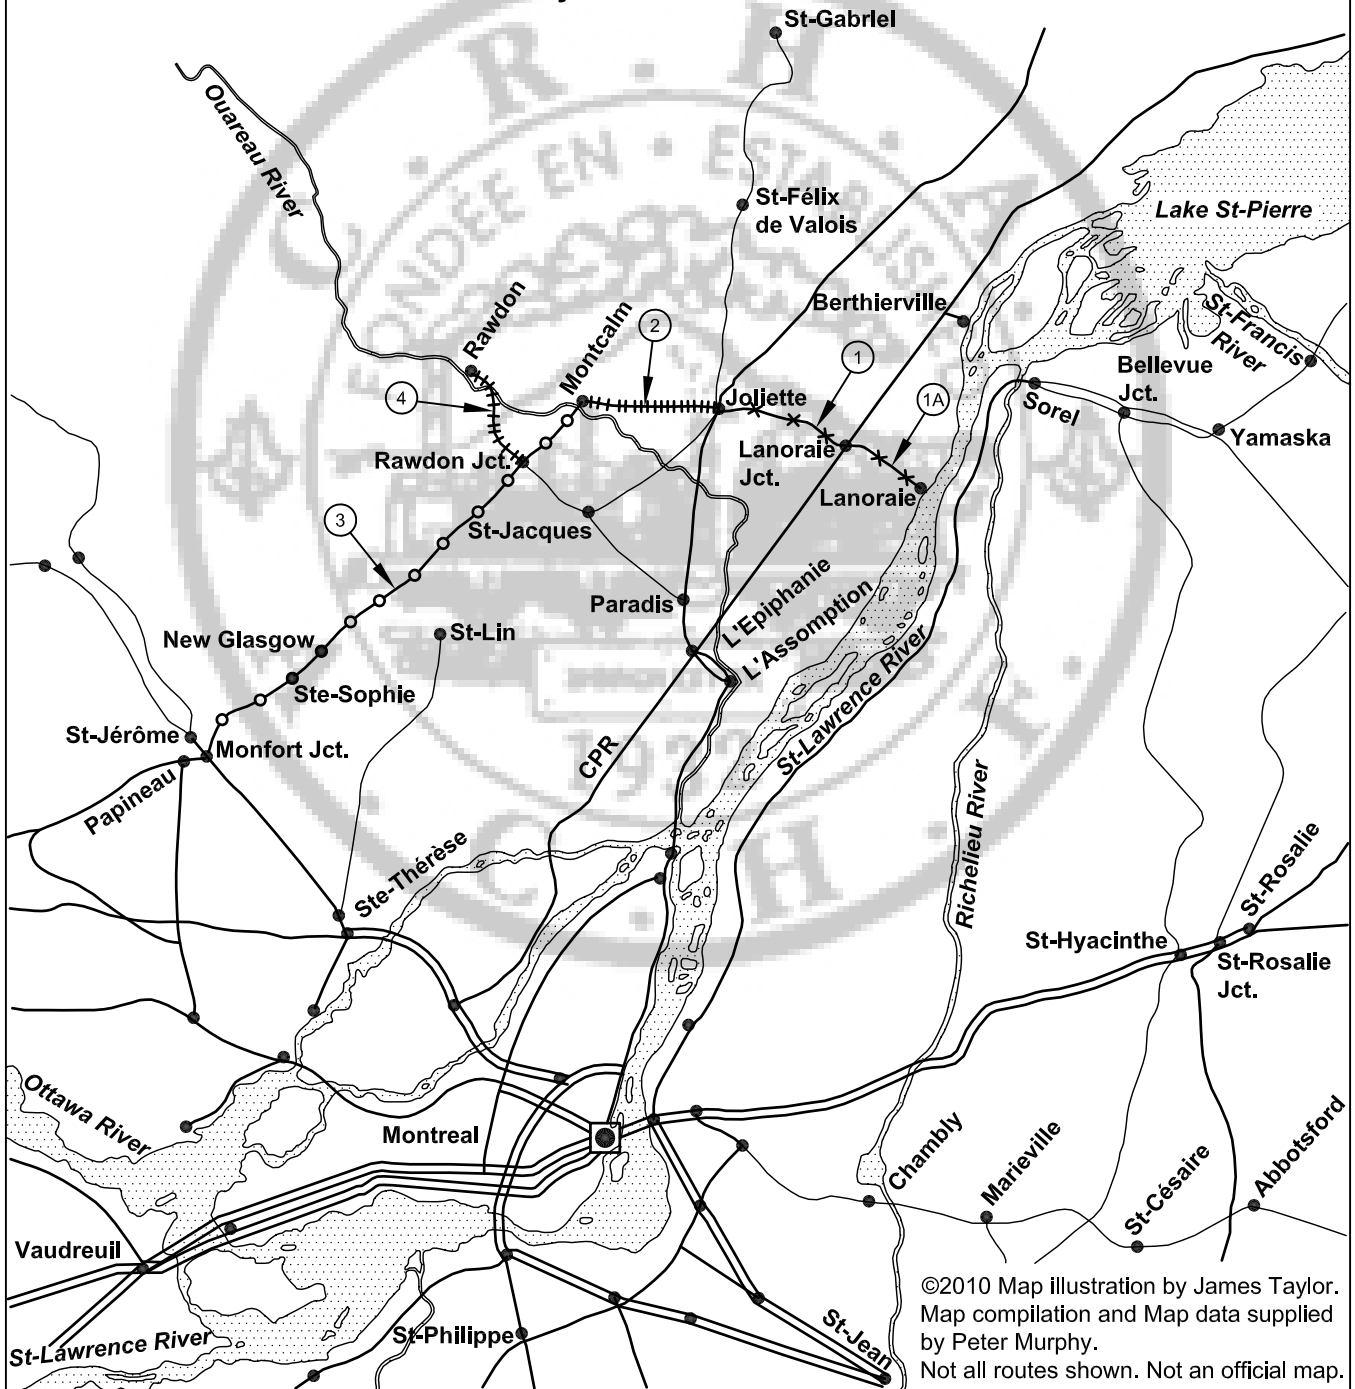 St-Gabriel
Ouareau River
C R H A
FONDÉE EN • ESTABLISH
St-Félix
de Valois
Lake St-Pierre
Berthierville
St-Francis
River
Rawdon
Montcalm
2
1
1A
4
Joliette
Bellevue
Jct.
Sorel
Yamaska
Rawdon Jct.
Lanoraie
Jct.
Lanoraie
3
St-Jacques
Paradis
L'Epiphanie
L'Assomption
New Glasgow
St-Lin
Ste-Sophie
St-Lawrence River
St-Jérôme
Monfort Jct.
CPR
1932
Papineau
Richelieu River
Ste-Thérèse
C H
St-Rosalie
St-Hyacinthe
St-Rosalie
Jct.
Ottawa River
Montreal
Chambly
Marieville
St-Césaire
Abbotsford
Vaudreuil
St-Lawrence River
St-Philippe
St-Jean
©2010 Map illustration by James Taylor.
Map compilation and Map data supplied
by Peter Murphy.
Not all routes shown. Not an official map.